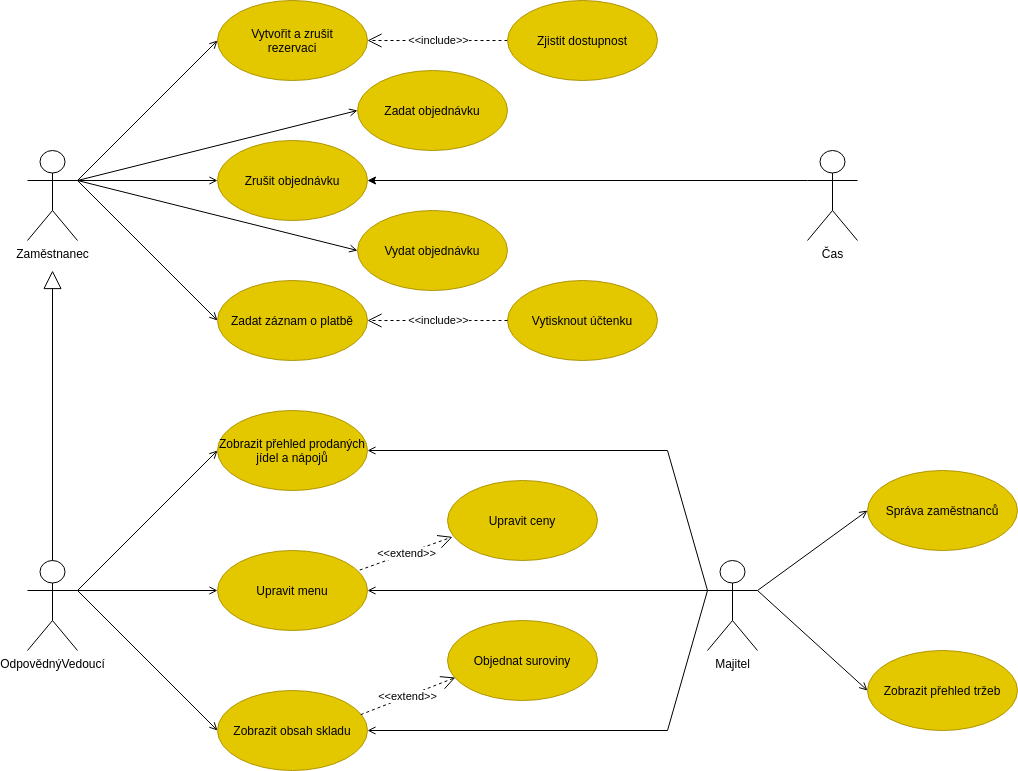 Vytvořit a zrušit
rezervaci
<<include>>
Zjistit dostupnost
Zadat objednávku
Zrušit objednávku
Zaměstnanec
Čas
Vydat objednávku
Zadat záznam o platbě
<<include>>
Vytisknout účtenku
Zobrazit přehled prodaných
jídel a nápojů
Upravit ceny
Správa zaměstnanců
<<extend>>
Upravit menu
OdpovědnýVedoucí
Objednat suroviny
Majitel
<<extend>>
Zobrazit přehled tržeb
Zobrazit obsah skladu